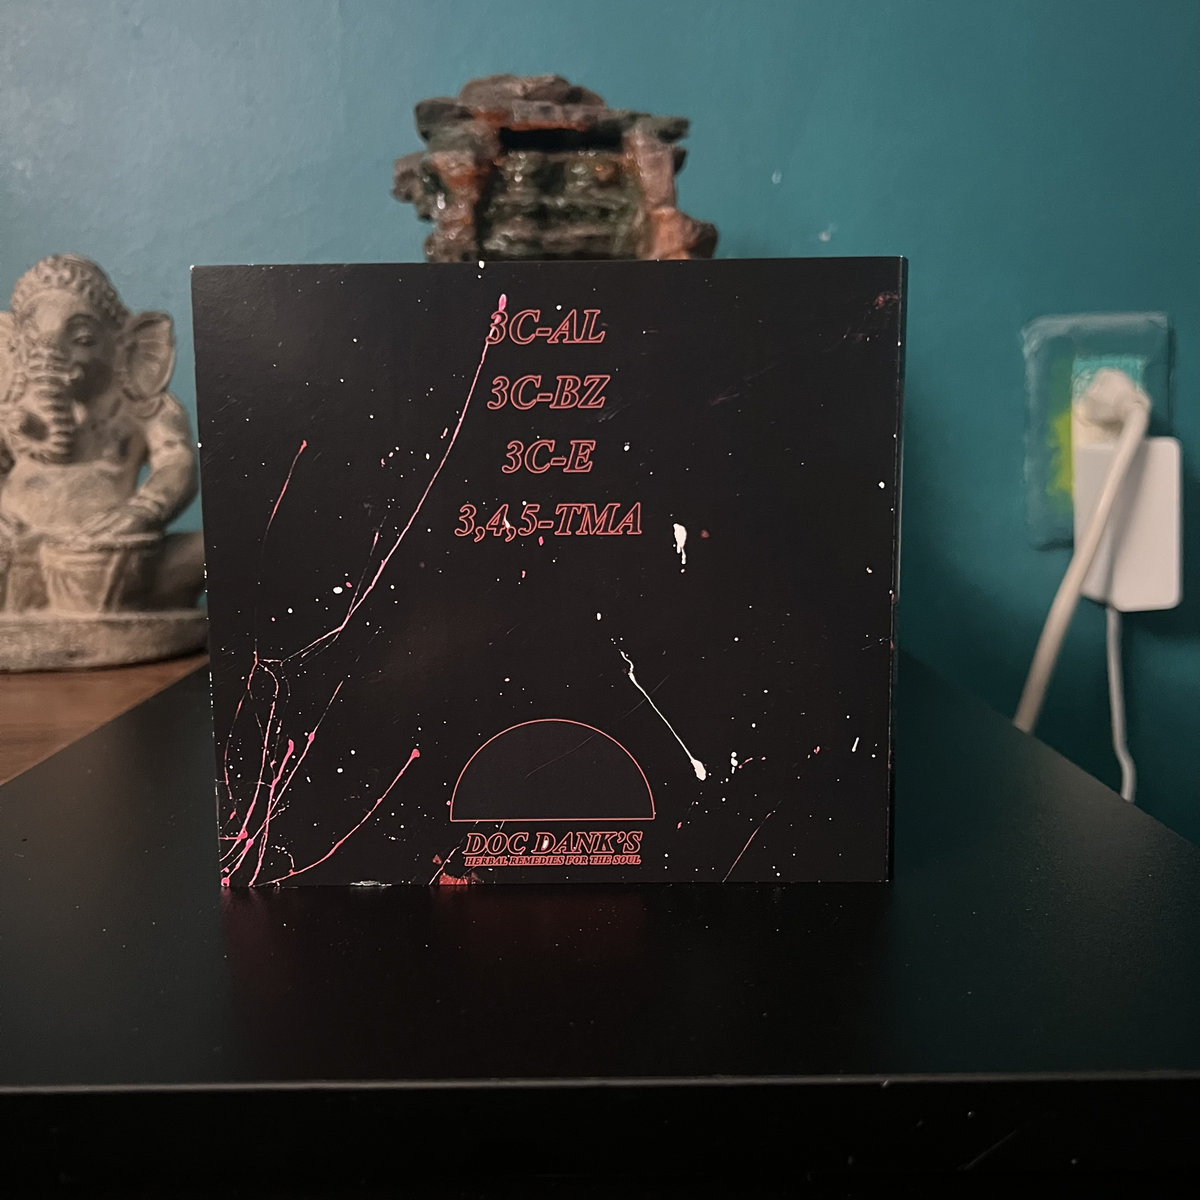 3C-AL
3C-BZ
3C-E
3,4,5-TMA
DOC DANK'S
HERBAL REMEDIES FOR THE SOUL